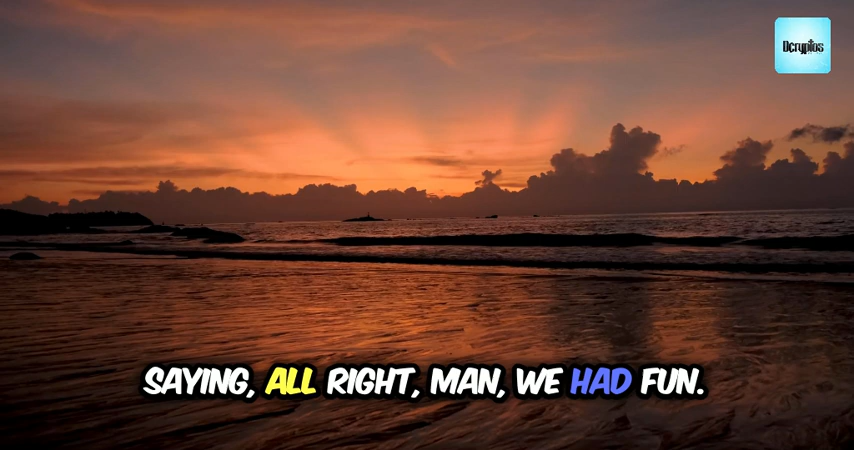 Dcryptos
SAYING, ALL RIGHT, MAN, WE HAD FUN.